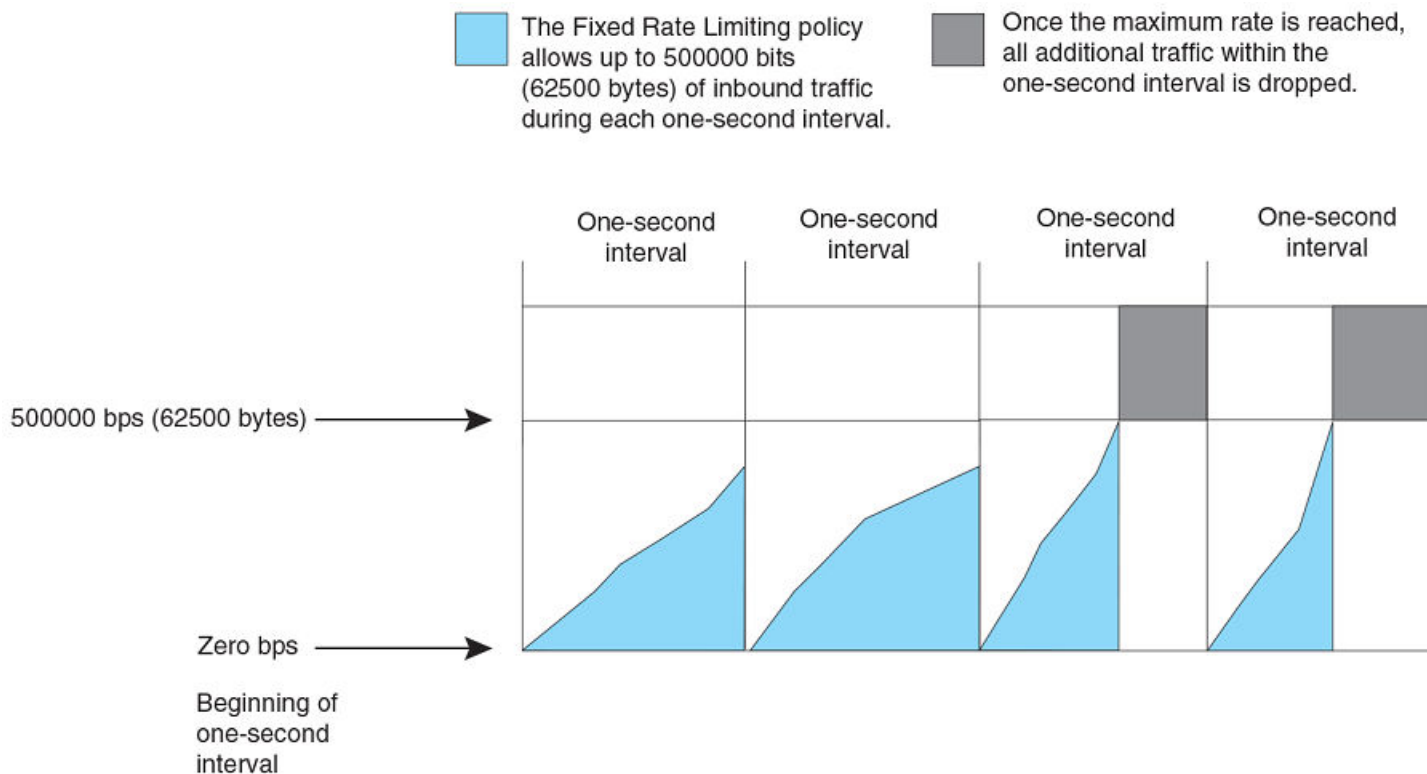 The Fixed Rate Limiting policy
allows up to 500000 bits
(62500 bytes) of inbound traffic
during each one-second interval.
Once the maximum rate is reached,
all additional traffic within the
one-second interval is dropped.
One-second
interval
One-second
interval
One-second
interval
One-second
interval
500000 bps (62500 bytes)
Zero bps
Beginning of
one-second
interval